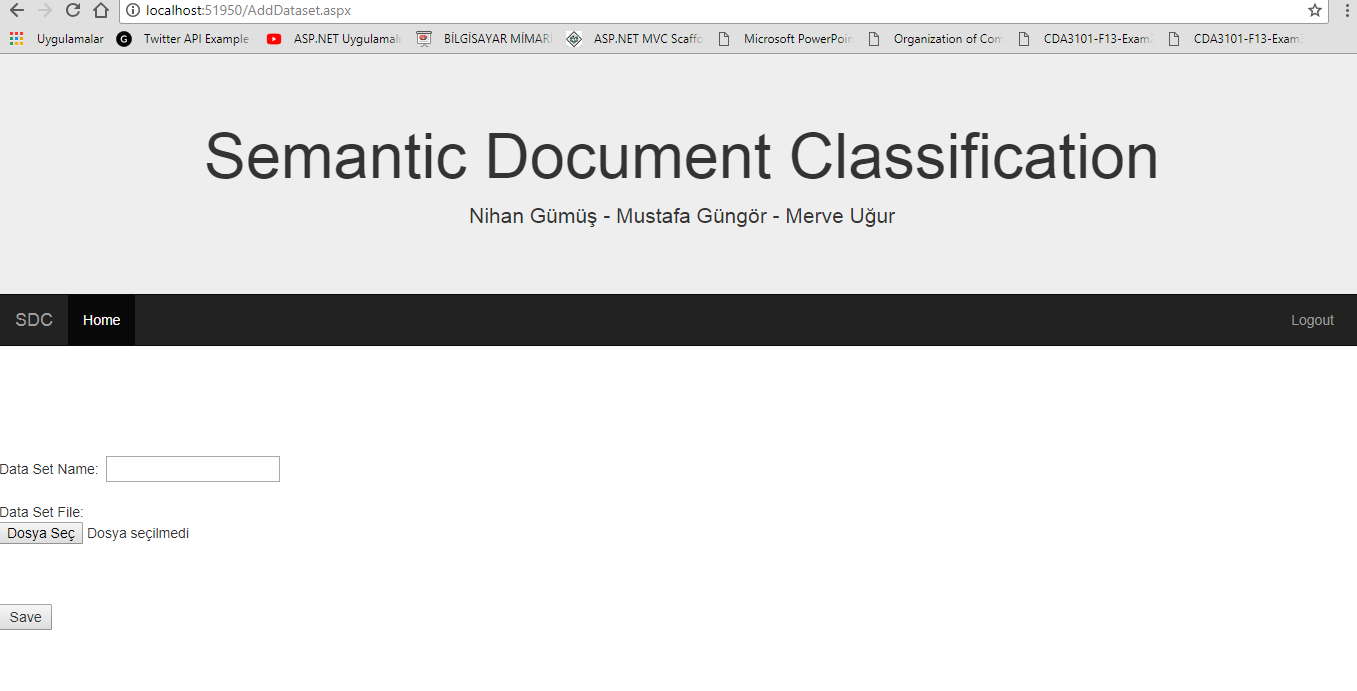 localhost:51950/AddDataset.aspx
Uygulamalar G Twitter API Example ASP.NET Uygulamal BİLGİSAYAR MİMARİ ASP.NET MVC Scaffo Microsoft PowerPoin Organization of Com CDA3101-F13-Exam CDA3101-F13-Exam
Semantic Document Classification
Nihan Gümüş - Mustafa Güngör - Merve Uğur
SDC Home Logout
Data Set Name:
Data Set File:
Dosya Seç Dosya seçilmedi
Save